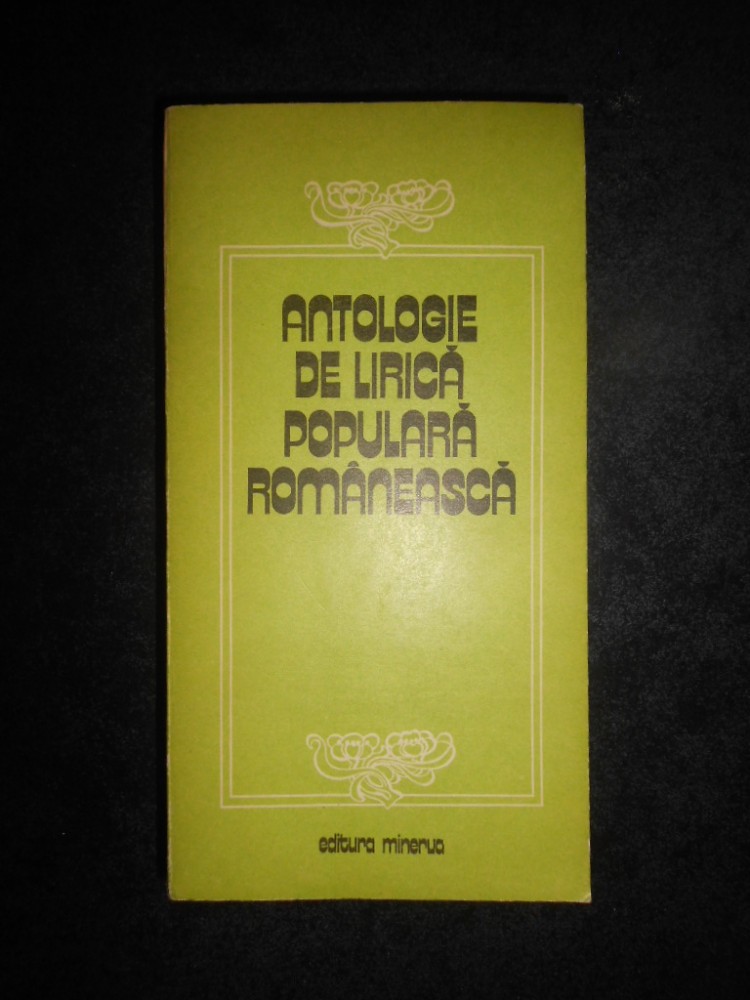 ANTOLOGIE
DE LIRICĂ
POPULARĂ
ROMÂNEASCĂ
editura minerva